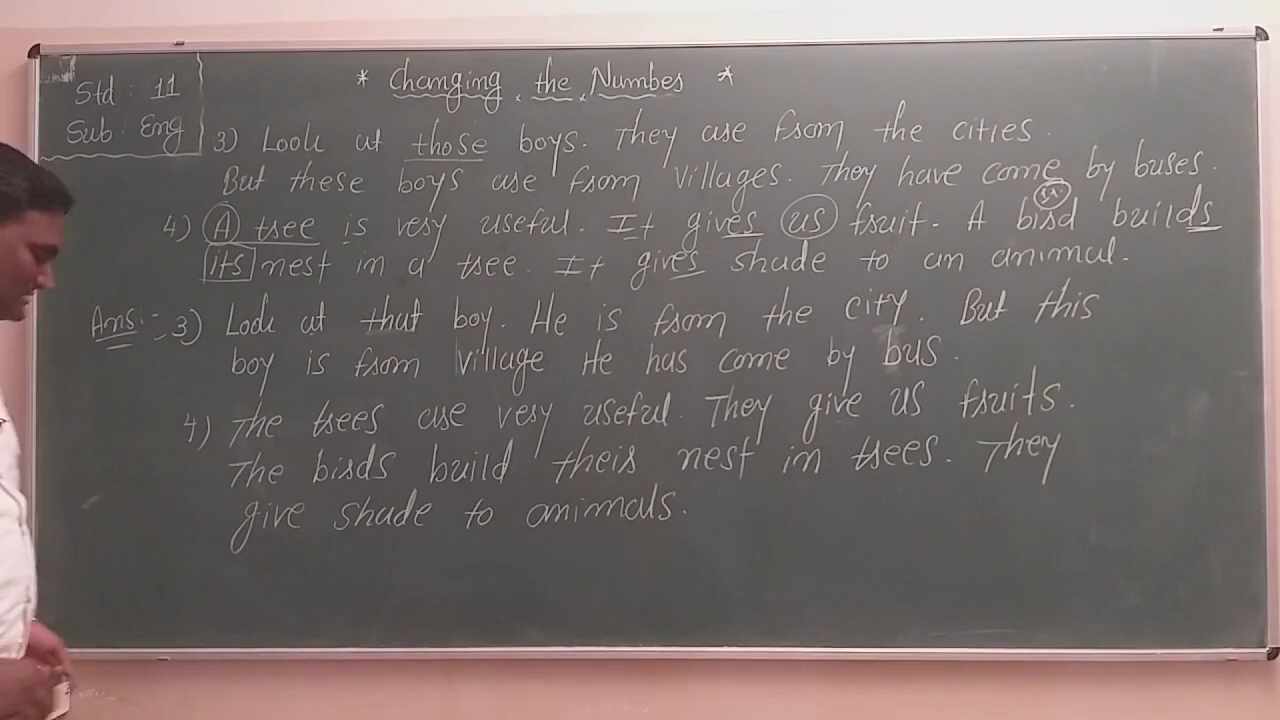 Std : 11
Sub : Eng
* Changing the Number *
3) Look at those boys. They are from the cities.
But these boys are from villages. They have come by buses.
4) A tree is very useful. It gives us fruit. A bird builds
its nest in a tree. It gives shade to an animal.
Ans :- 3) Look at that boy. He is from the city. But this
boy is from village He has come by bus.
4) The trees are very useful. They give us fruits.
The birds build their nest in trees. They
give shade to animals.